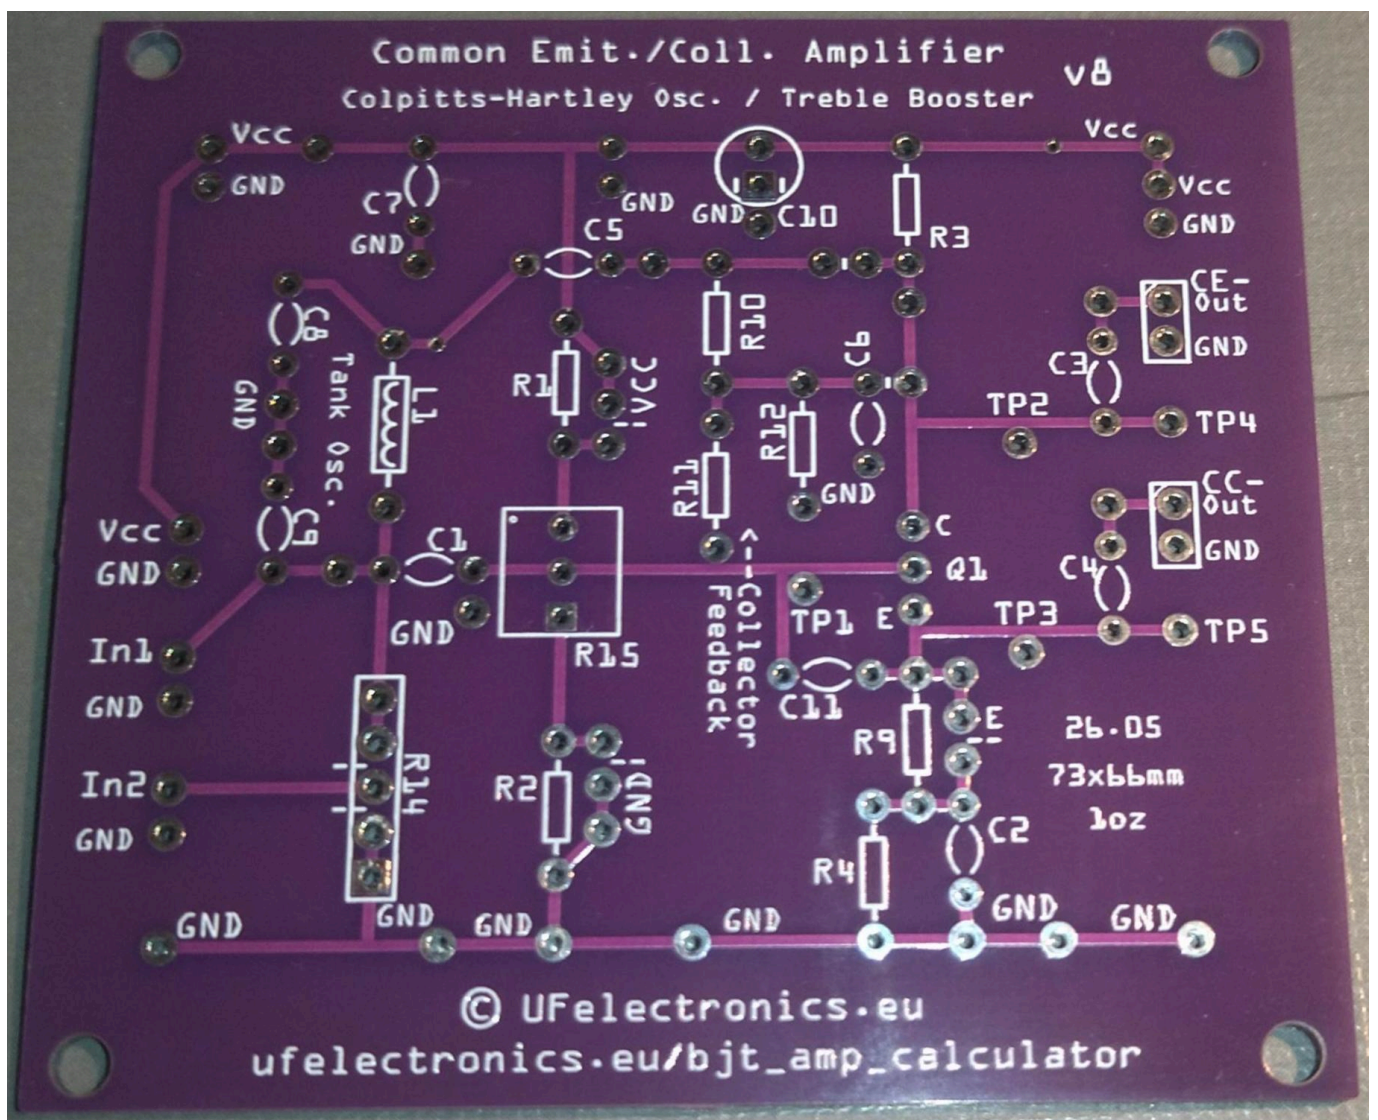 Common Emit./Coll. Amplifier
v8
Colpitts-Hartley Osc. / Treble Booster
Vcc
Vcc
GND
C7
GND
C10
GND
Vcc
GND
C5
R3
GND
CE-
Out
GND
C8
Tank Osc.
L1
GND
R1
VCC
R10
C6
R12
C3
TP2
TP4
R11
GND
CC-
Out
GND
C9
Vcc
GND
C1
C
Q1
E
<--Collector
Feedback
C4
TP1
TP3
TP5
GND
In1
GND
R15
C11
R9
E
26.05
73x66mm
1oz
In2
GND
R14
R2
GND
R4
C2
GND
GND
GND
GND
GND
GND
© UFelectronics.eu
ufelectronics.eu/bjt_amp_calculator